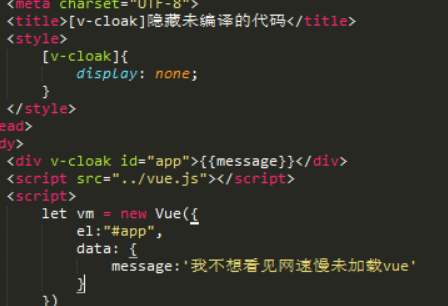 <meta charset="UTF-8">
<title>[v-cloak]隐藏未编译的代码</title>
<style>
[v-cloak]{
display: none;
}
</style>
ead>
dy>
<div v-cloak id="app">{{message}}</div>
<script src="../vue.js"></script>
<script>
let vm = new Vue({
el:"#app",
data: {
message:'我不想看见网速慢未加载vue'
}
})